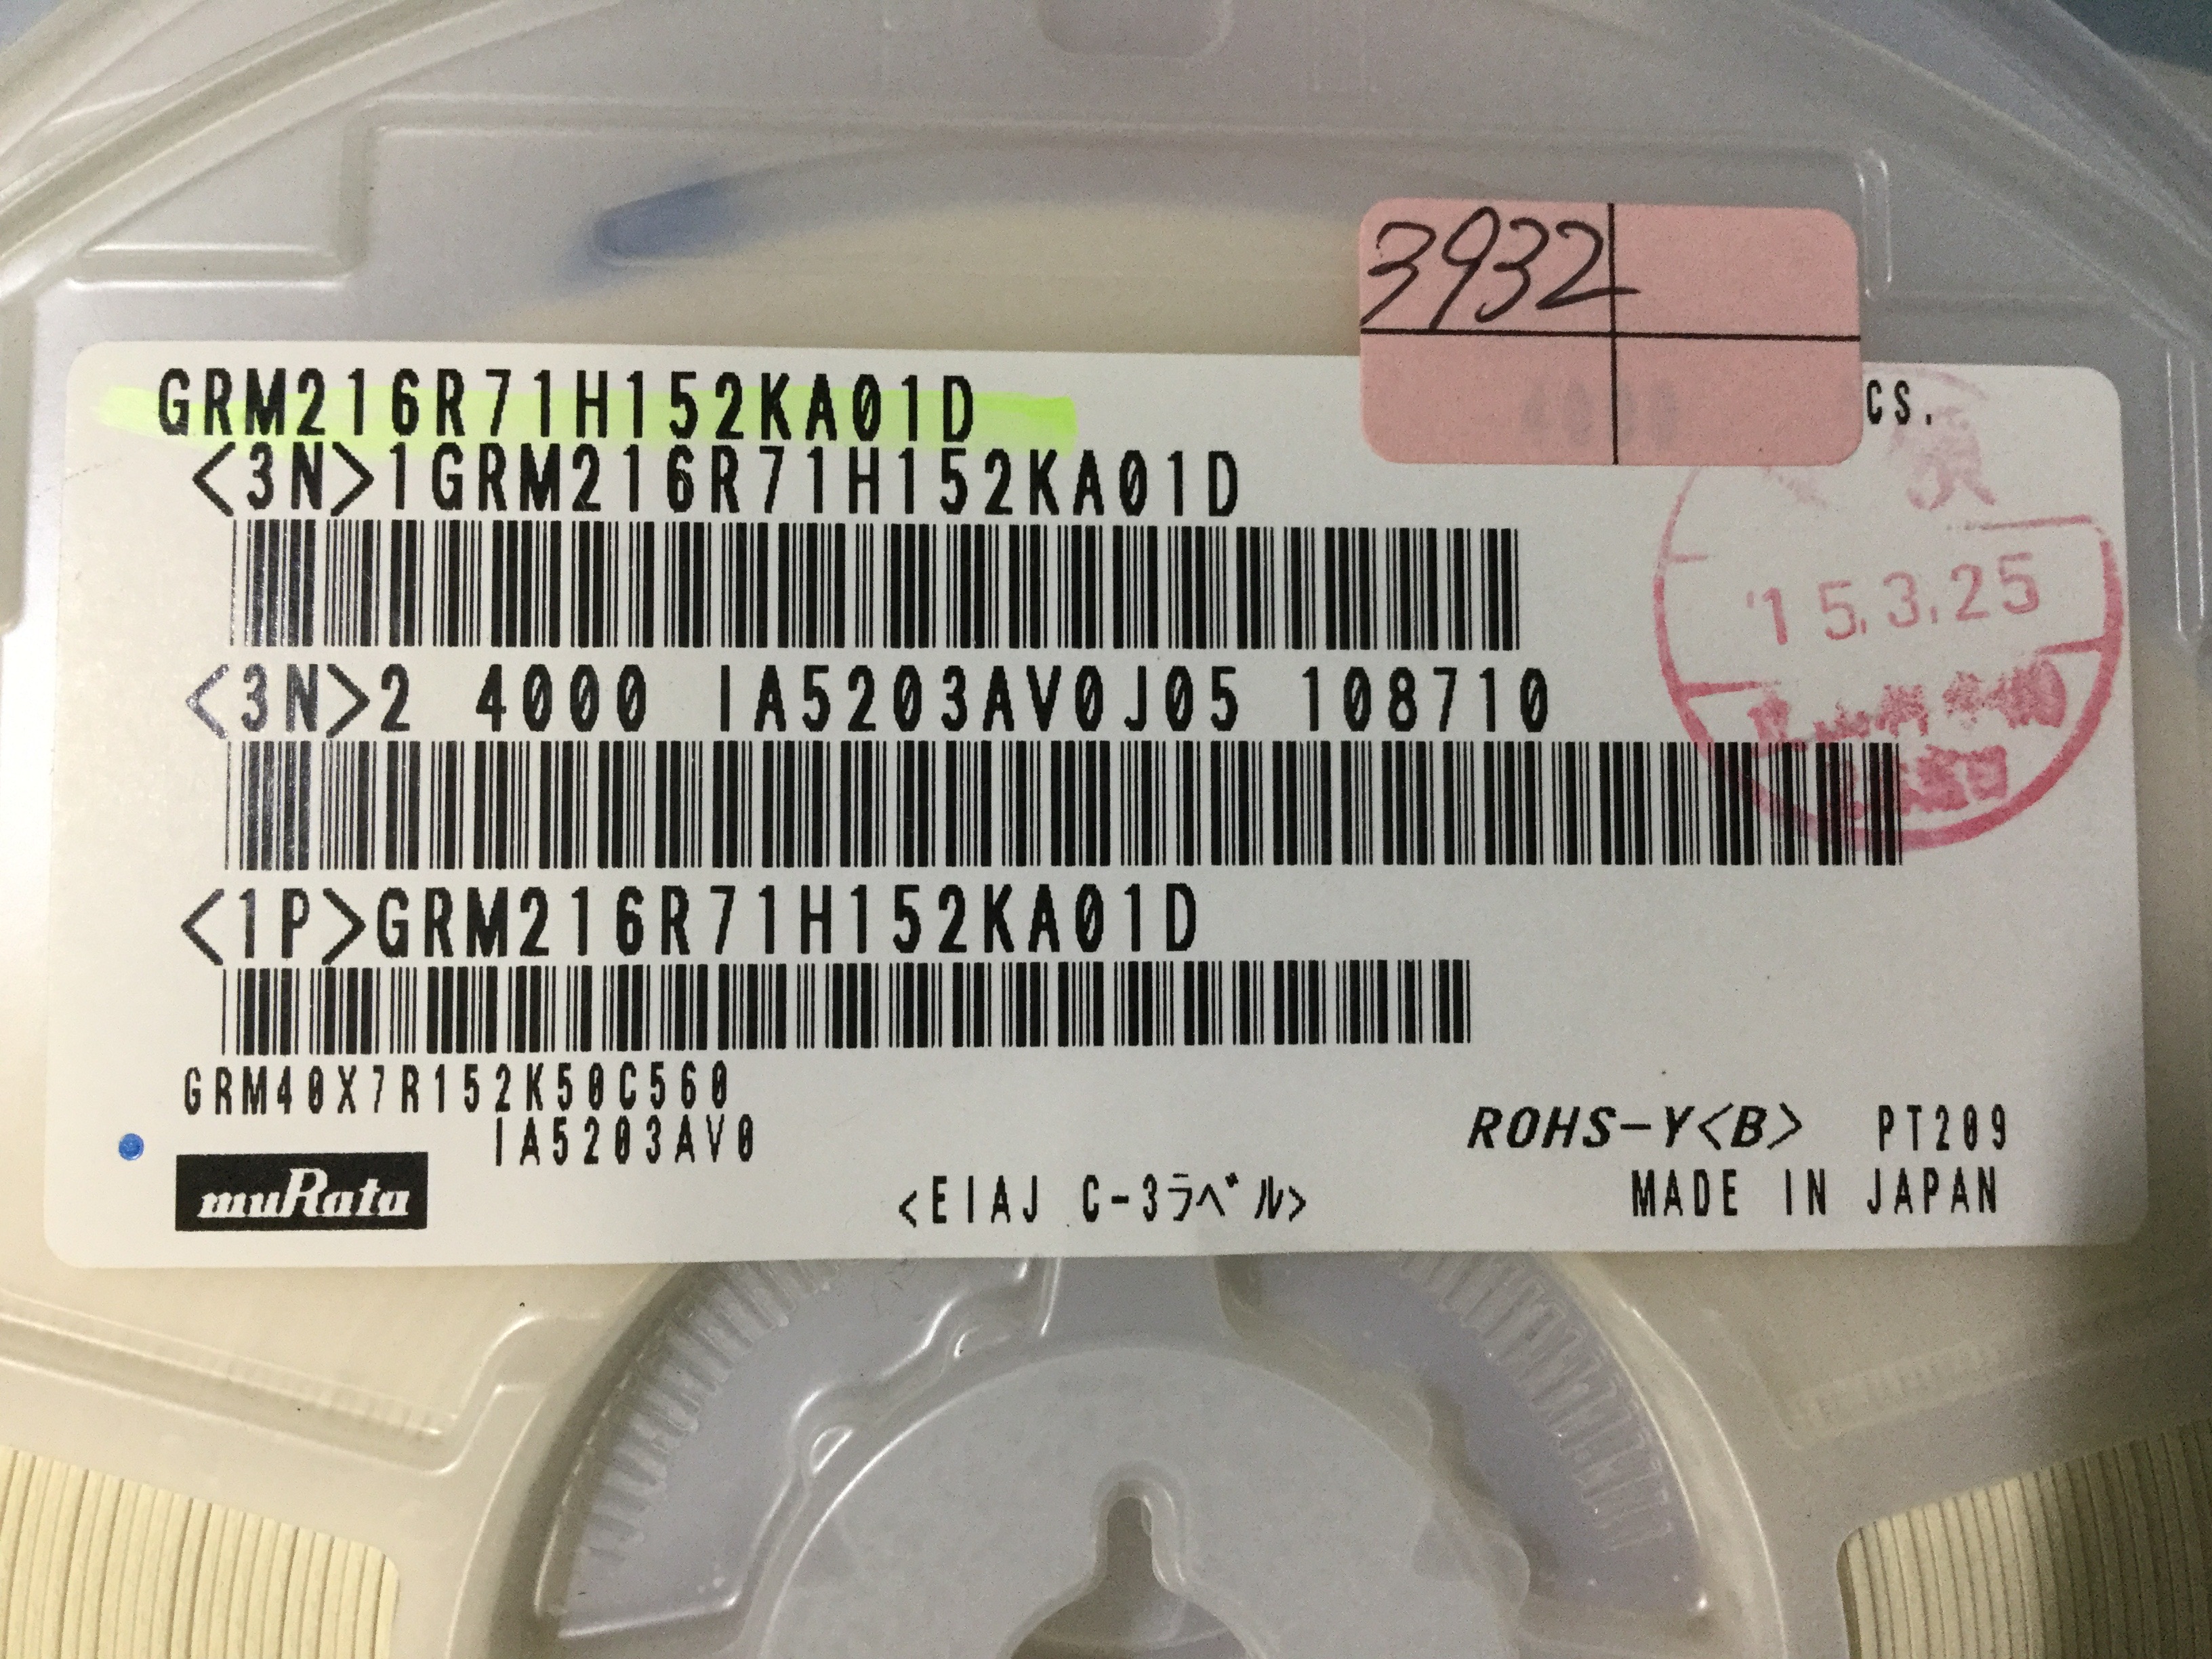 3932
GRM216R71H152KA01D
CS.
<3N>1GRM216R71H152KA01D
'15.3.25
<3N>2 4000 IA5203AV0J05 108710
<1P>GRM216R71H152KA01D
GRM40X7R152K50C560
IA5203AV0
ROHS-Y<B> PT209
muRata
<EIAJ C-3ラベル>
MADE IN JAPAN